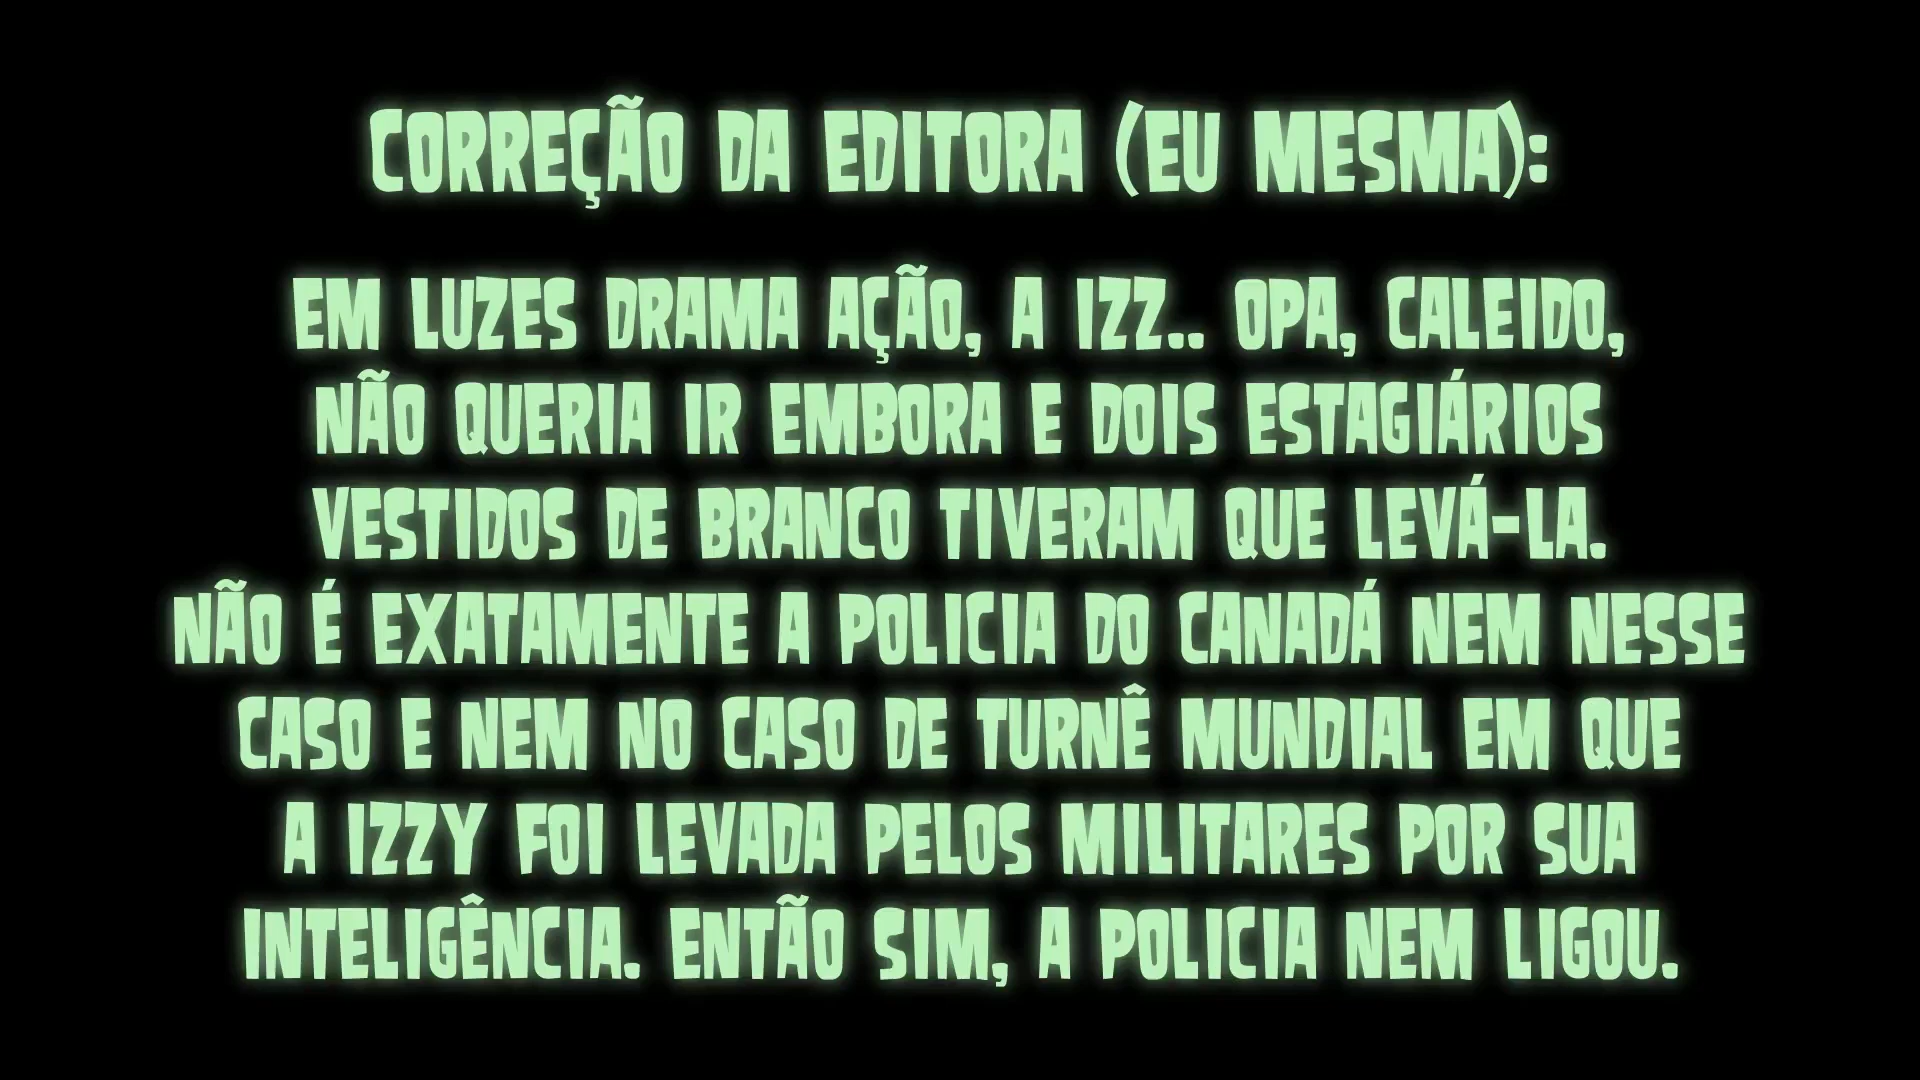 CORREÇÃO DA EDITORA (EU MESMA):
EM LUZES DRAMA AÇÃO, A IZZ.. OPA, CALEIDO,
NÃO QUERIA IR EMBORA E DOIS ESTAGIÁRIOS
VESTIDOS DE BRANCO TIVERAM QUE LEVÁ-LA.
NÃO É EXATAMENTE A POLICIA DO CANADÁ NEM NESSE
CASO E NEM NO CASO DE TURNÊ MUNDIAL EM QUE
A IZZY FOI LEVADA PELOS MILITARES POR SUA
INTELIGÊNCIA. ENTÃO SIM, A POLICIA NEM LIGOU.